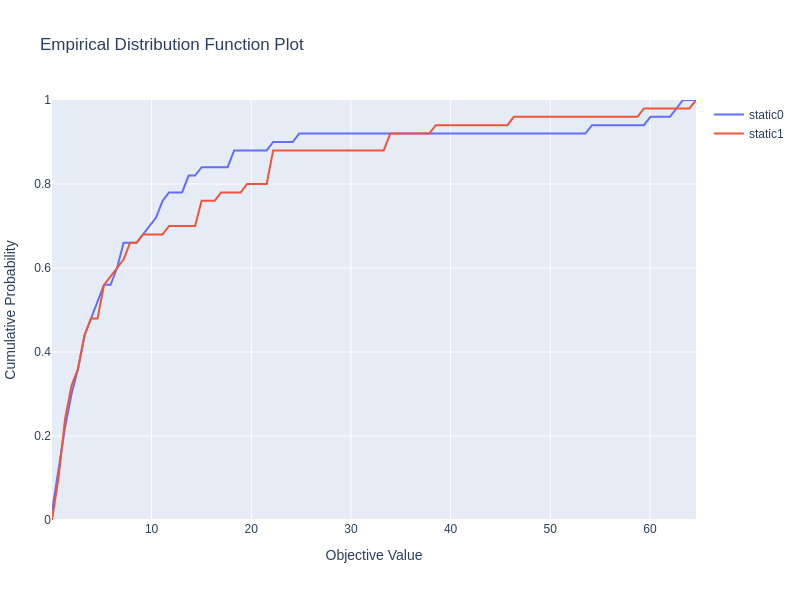 Empirical Distribution Function Plot
static0
static1
Cumulative Probability
1
0.8
0.6
0.4
0.2
0
10
20
30
40
50
60
Objective Value